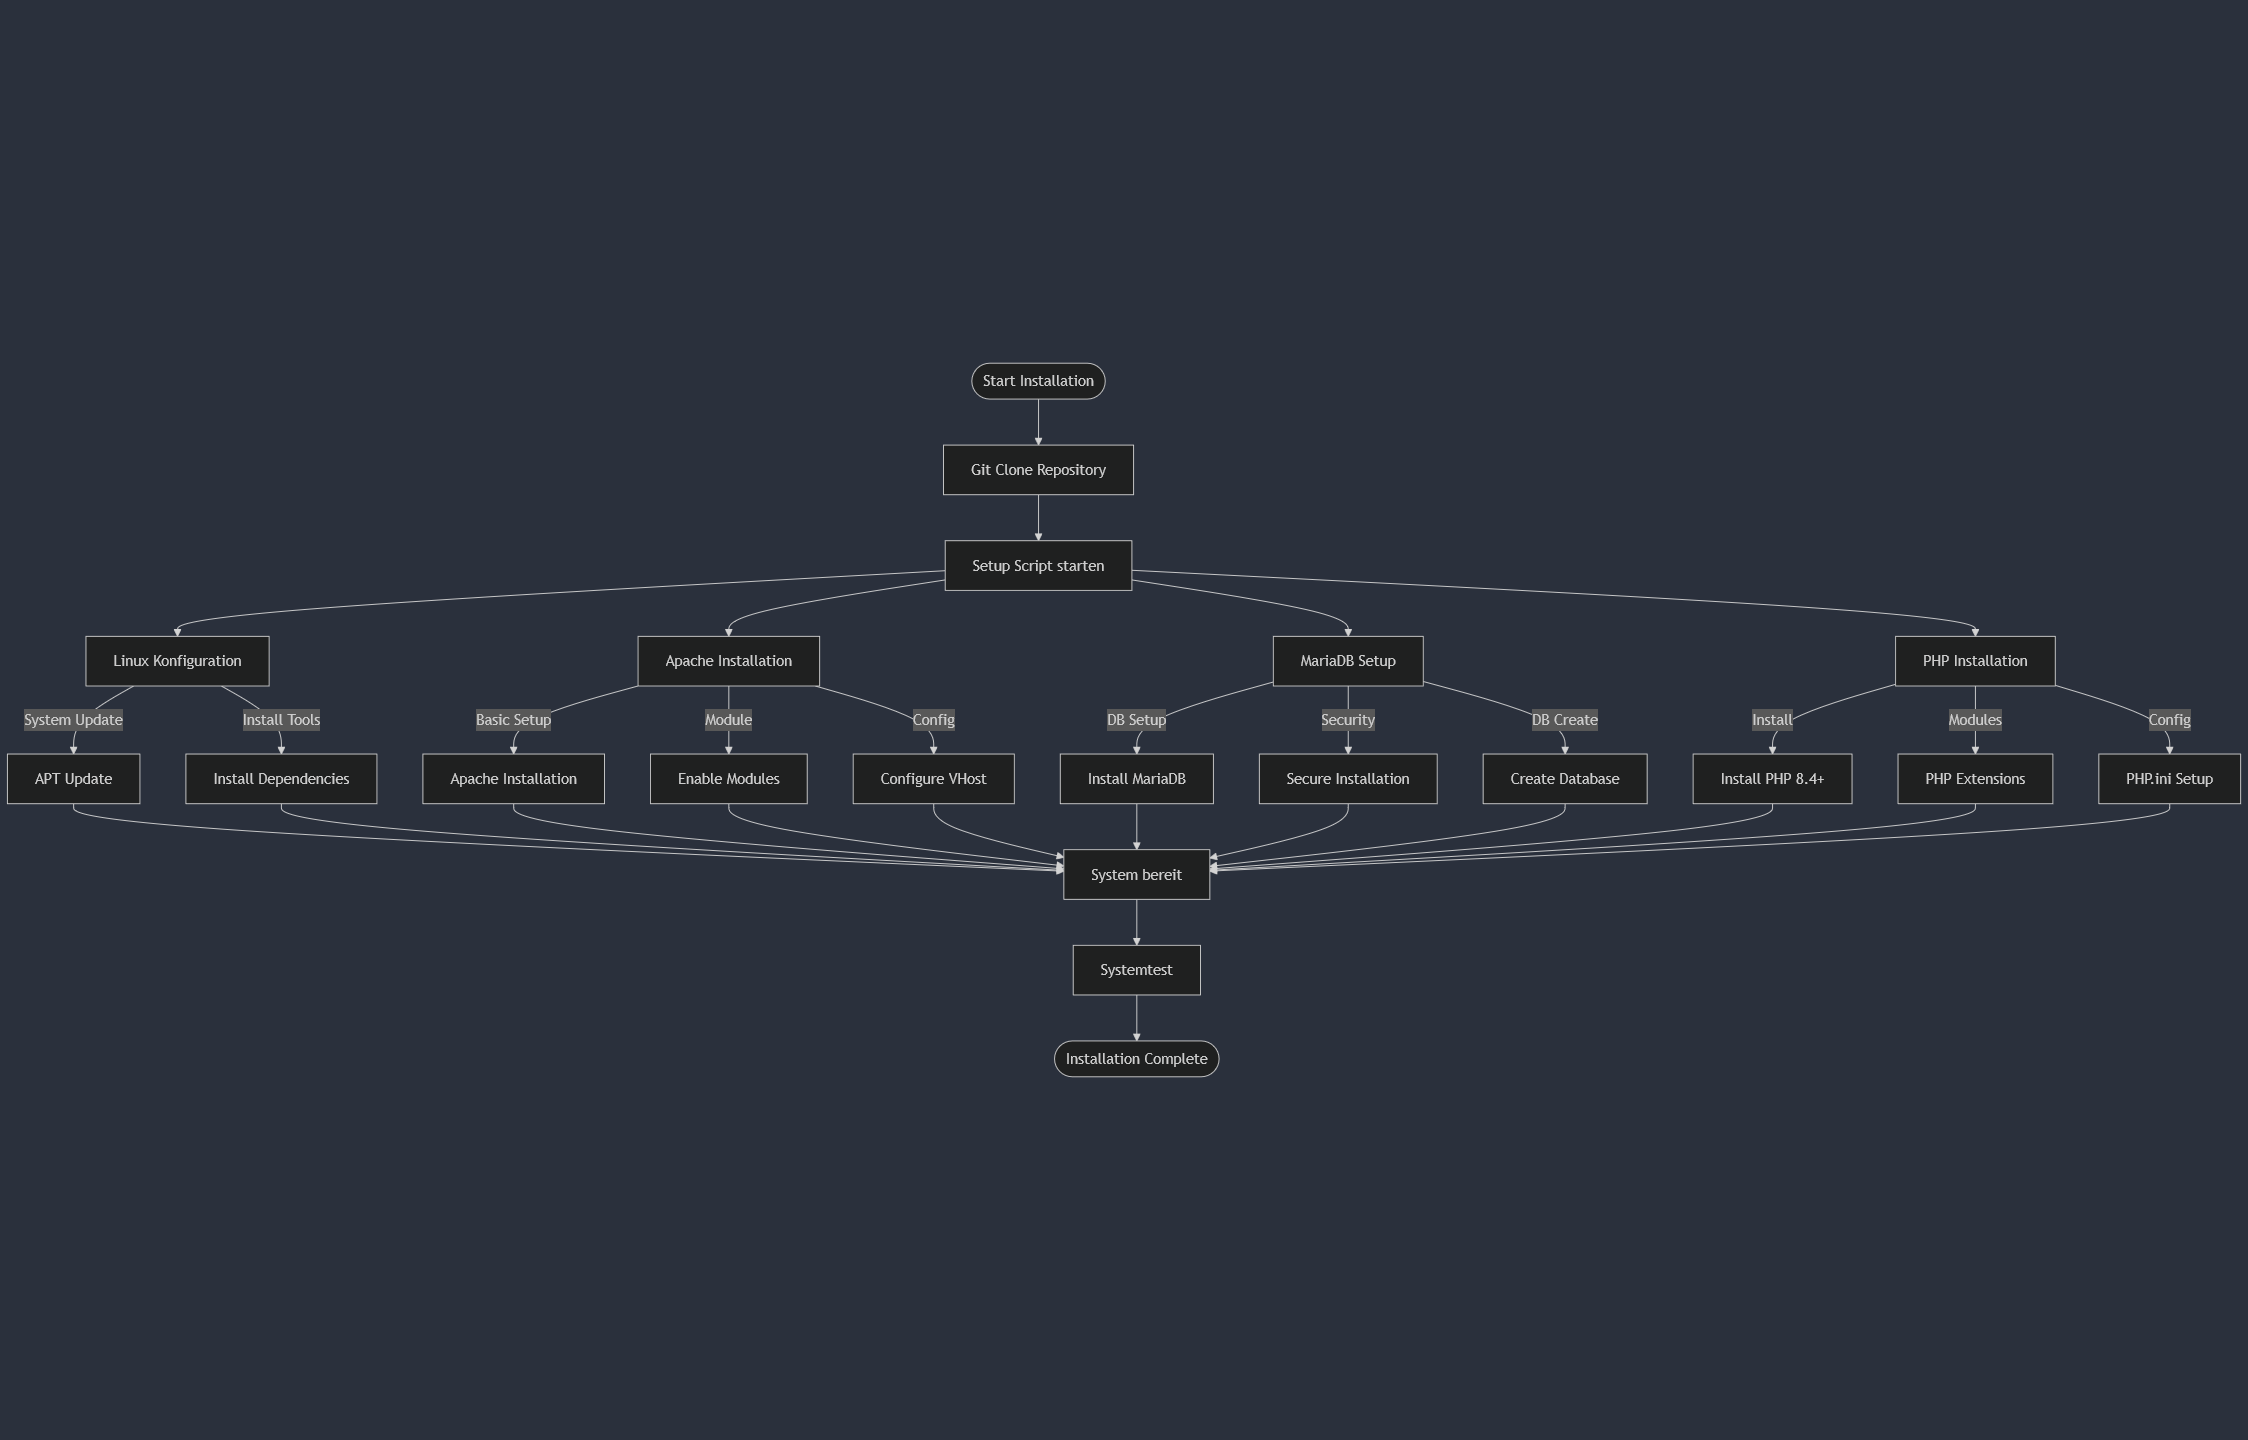 Start Installation
Git Clone Repository
Setup Script starten
Linux Konfiguration
Apache Installation
MariaDB Setup
PHP Installation
System Update
Install Tools
Basic Setup
Module
Config
DB Setup
Security
DB Create
Install
Modules
Config
APT Update
Install Dependencies
Apache Installation
Enable Modules
Configure VHost
Install MariaDB
Secure Installation
Create Database
Install PHP 8.4+
PHP Extensions
PHP.ini Setup
System bereit
Systemtest
Installation Complete